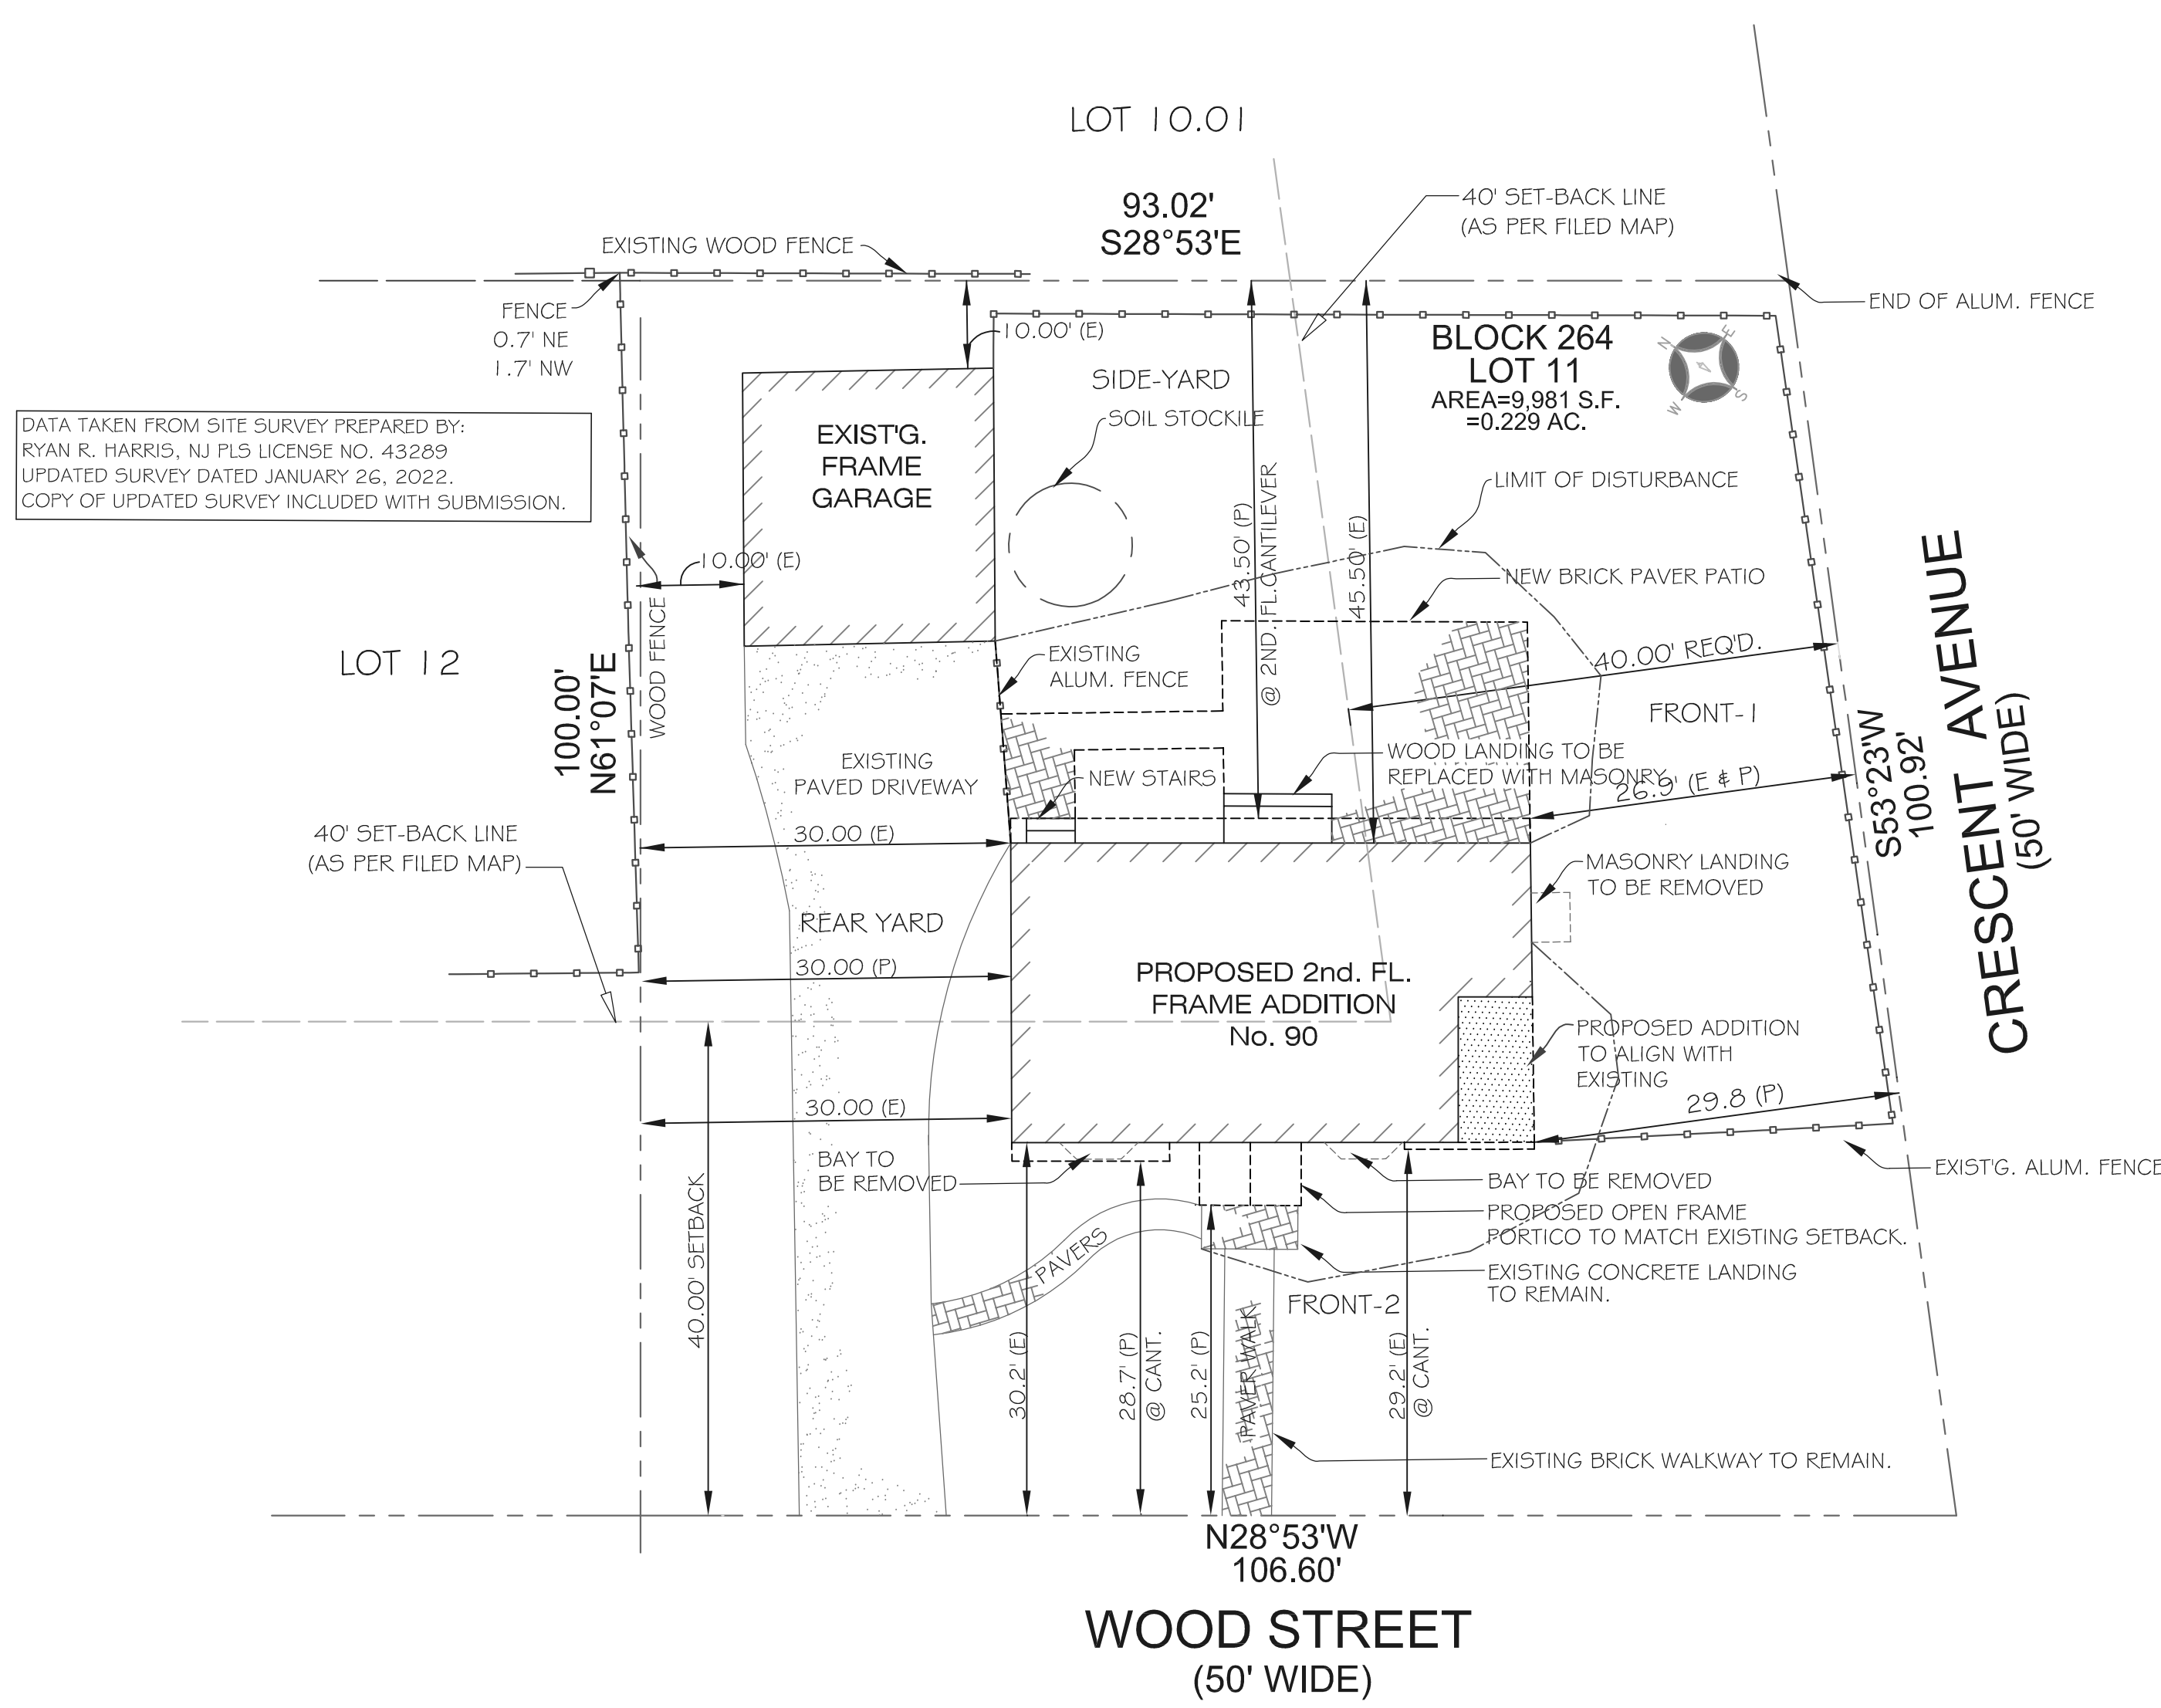 LOT 10.01
93.02'
S28°53'E
40' SET-BACK LINE
(AS PER FILED MAP)
EXISTING WOOD FENCE
END OF ALUM. FENCE
FENCE
0.7' NE
1.7' NW
10.00' (E)
BLOCK 264
LOT 11
AREA=9,981 S.F.
=0.229 AC.
N
E
S
W
SIDE-YARD
SOIL STOCKILE
DATA TAKEN FROM SITE SURVEY PREPARED BY:
RYAN R. HARRIS, NJ PLS LICENSE NO. 43289
UPDATED SURVEY DATED JANUARY 26, 2022.
COPY OF UPDATED SURVEY INCLUDED WITH SUBMISSION.
EXIST'G.
FRAME
GARAGE
LIMIT OF DISTURBANCE
43.50' (P)
@ 2ND. FL.CANTILEVER
45.50' (E)
10.00' (E)
NEW BRICK PAVER PATIO
WOOD FENCE
LOT 12
100.00'
N61°07'E
EXISTING
ALUM. FENCE
40.00' REQ'D.
FRONT-1
CRESCENT AVENUE
(50' WIDE)
S53°23'W
100.92'
EXISTING
PAVED DRIVEWAY
NEW STAIRS
WOOD LANDING TO BE
REPLACED WITH MASONRY
26.9' (E & P)
40' SET-BACK LINE
(AS PER FILED MAP)
30.00 (E)
MASONRY LANDING
TO BE REMOVED
REAR YARD
30.00 (P)
PROPOSED 2nd. FL.
FRAME ADDITION
No. 90
PROPOSED ADDITION
TO ALIGN WITH
EXISTING
30.00 (E)
29.8 (P)
BAY TO
BE REMOVED
EXIST'G. ALUM. FENCE
BAY TO BE REMOVED
PROPOSED OPEN FRAME
PORTICO TO MATCH EXISTING SETBACK.
40.00' SETBACK
PAVERS
EXISTING CONCRETE LANDING
TO REMAIN.
FRONT-2
30.2' (E)
28.7' (P)
@ CANT.
25.2' (P)
PAVER WALK
29.2' (E)
@ CANT.
EXISTING BRICK WALKWAY TO REMAIN.
N28°53'W
106.60'
WOOD STREET
(50' WIDE)